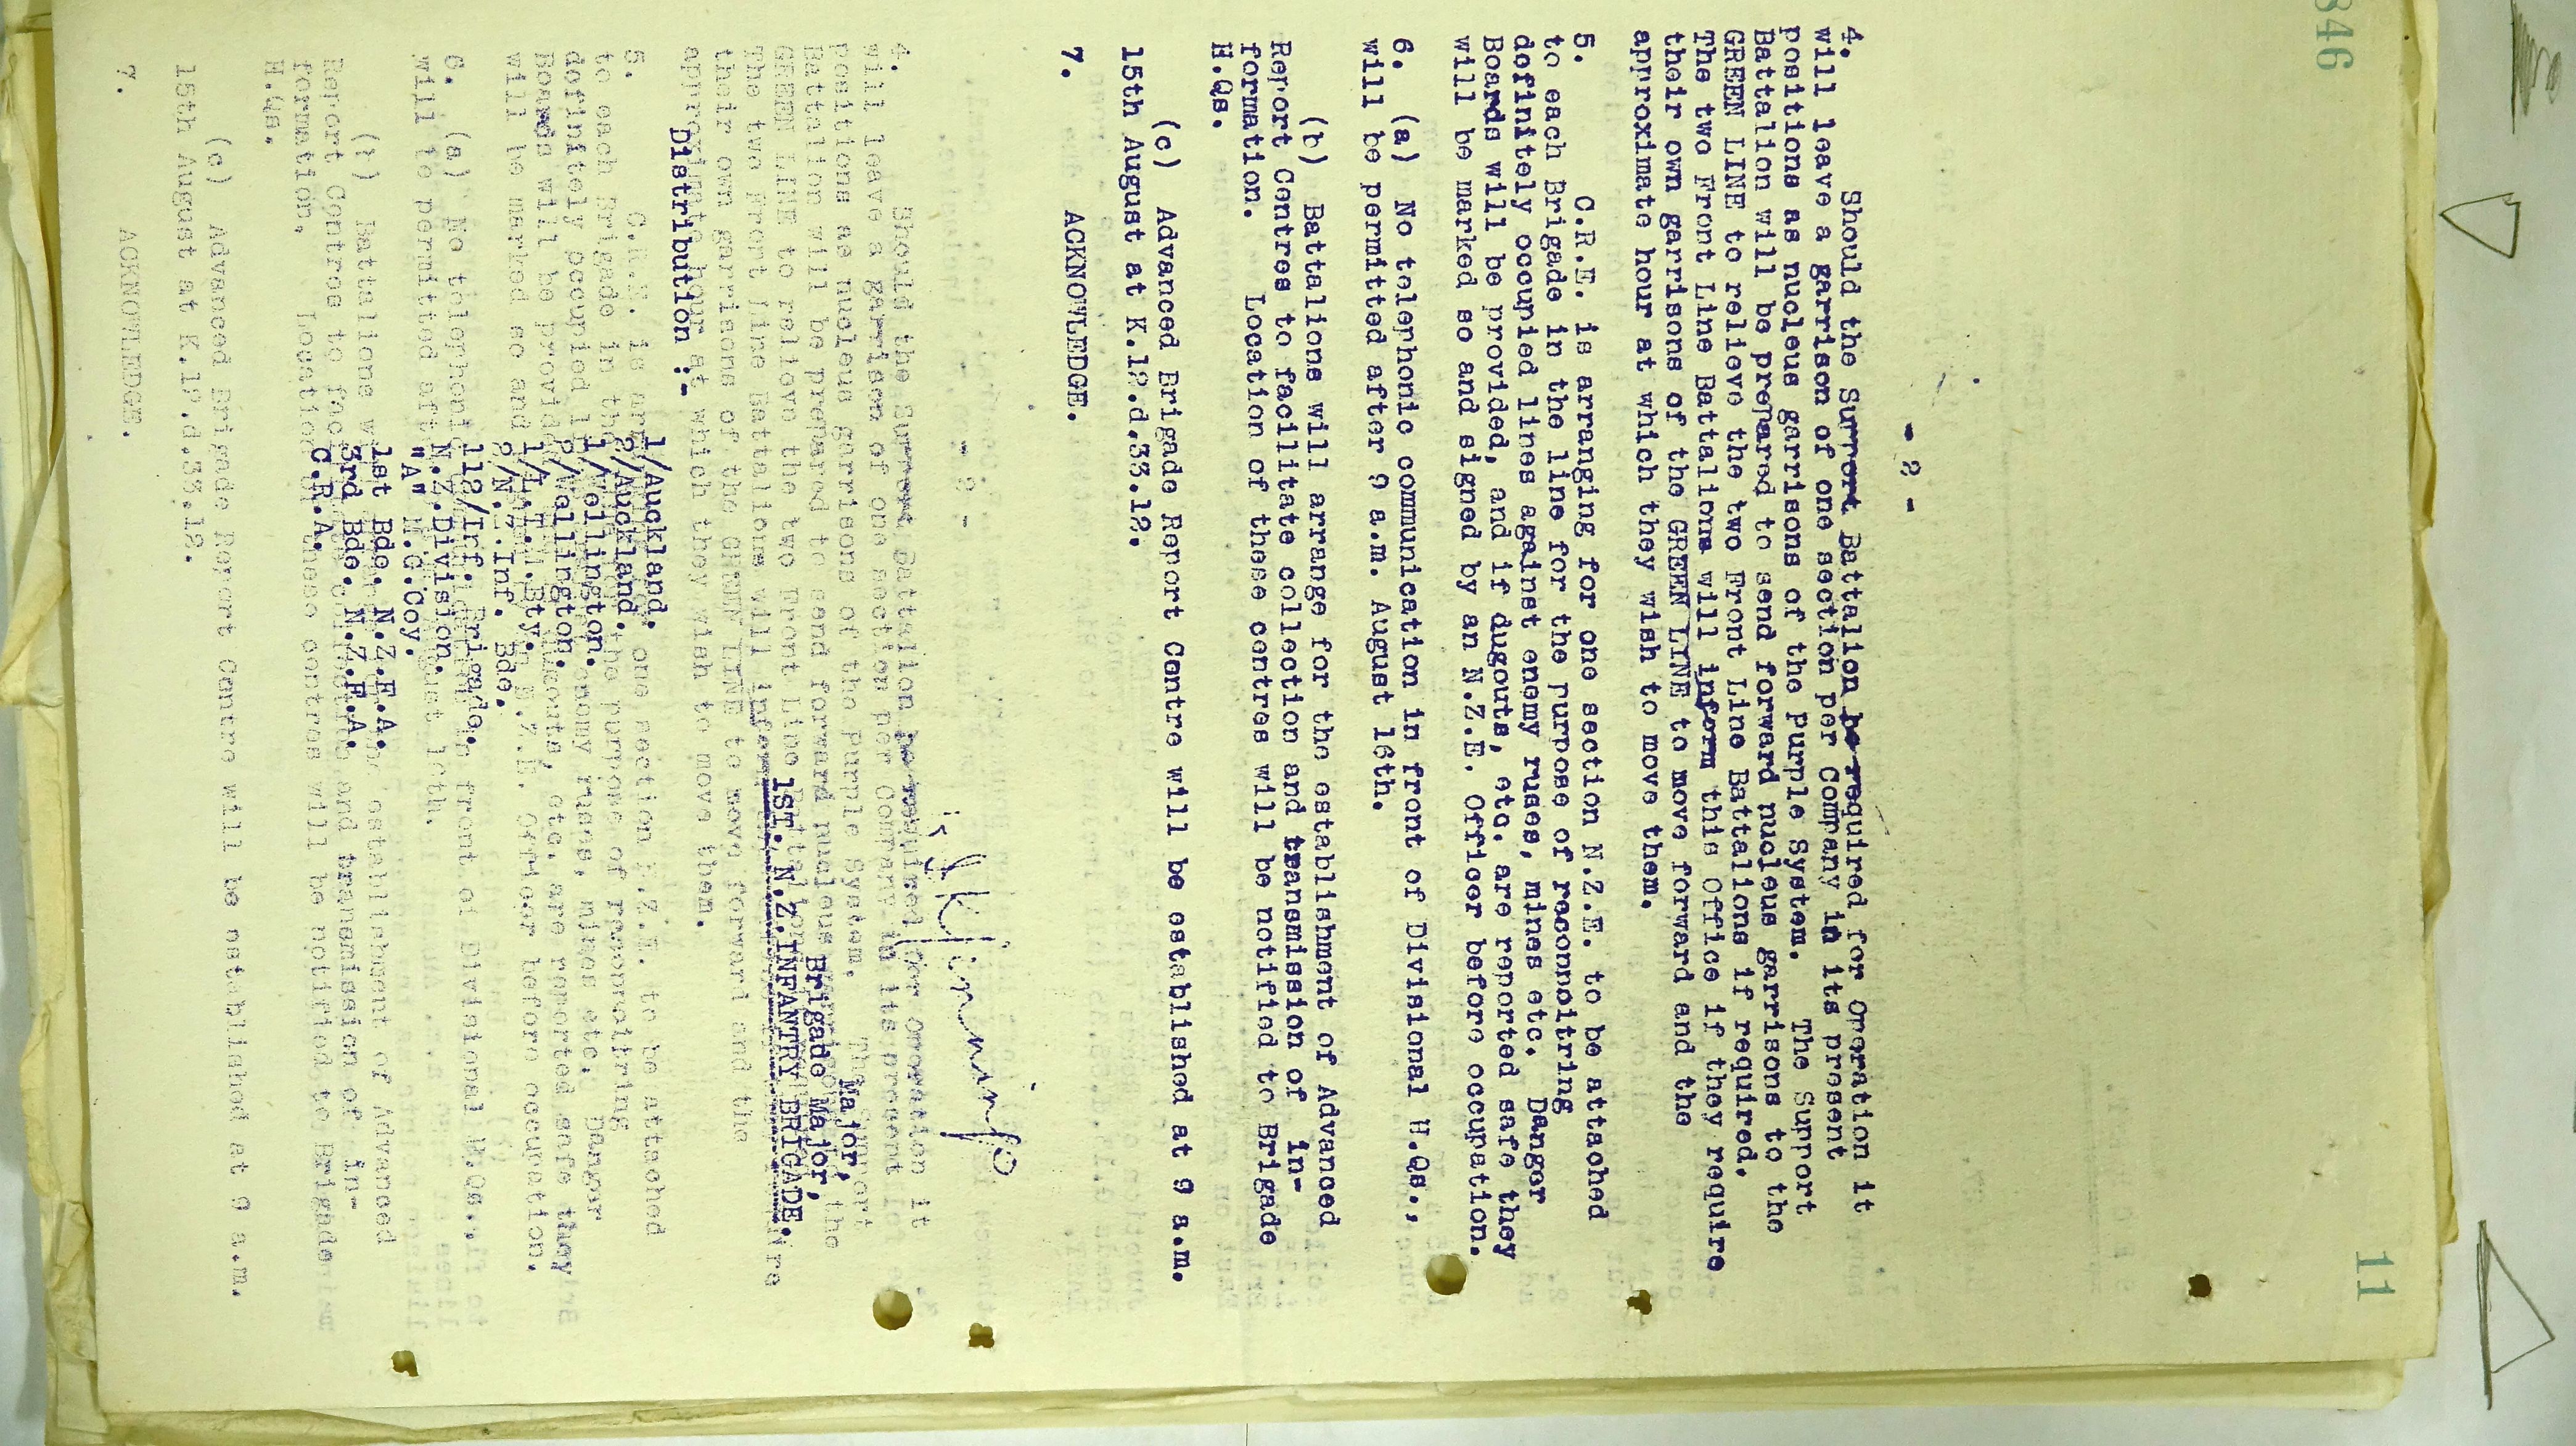 346
11
- 2 -
4. Should the Support Battalion be required for Operation it
will leave a garrison of one section per Company in its present
positions as nucleus garrisons of the purple System. The Support
Battalion will be prepared to send forward nucleus garrisons to the
GREEN LINE to relieve the two Front Line Battalions if required.
The two Front Line Battalions will inform this Office if they require
their own garrisons of the GREEN LINE to move forward and the
approximate hour at which they wish to move them.
5. C.R.E. is arranging for one section N.Z.E. to be attached
to each Brigade in the line for the purpose of reconnoitring
definitely occupied lines against enemy ruses, mines etc. Danger
Boards will be provided, and if dugouts, etc. are reported safe they
will be marked so and signed by an N.Z.E. Officer before occupation.
6. (a) No telephonic communication in front of Divisional H.Qs.,
will be permitted after 9 a.m. August 16th.
(b) Battalions will arrange for the establishment of Advanced
Report Centres to facilitate collection and transmission of in-
formation. Location of these centres will be notified to Brigade
H.Qs.
(c) Advanced Brigade Report Centre will be established at 9 a.m.
15th August at K.12.d.33.12.
7. ACKNOWLEDGE.
Major,
Brigade Major,
1ST. N.Z.INFANTRY BRIGADE.
Distribution :-
1/Auckland.
2/Auckland.
1/Wellington.
2/Wellington.
1/L.T.M.Bty.
2/N.Z.Inf. Bde.
112/Inf. Brigade.
N.Z.Division.
"A" M.G.Coy.
1st Bde. N.Z.F.A.
3rd Bde. N.Z.F.A.
C.R.A.